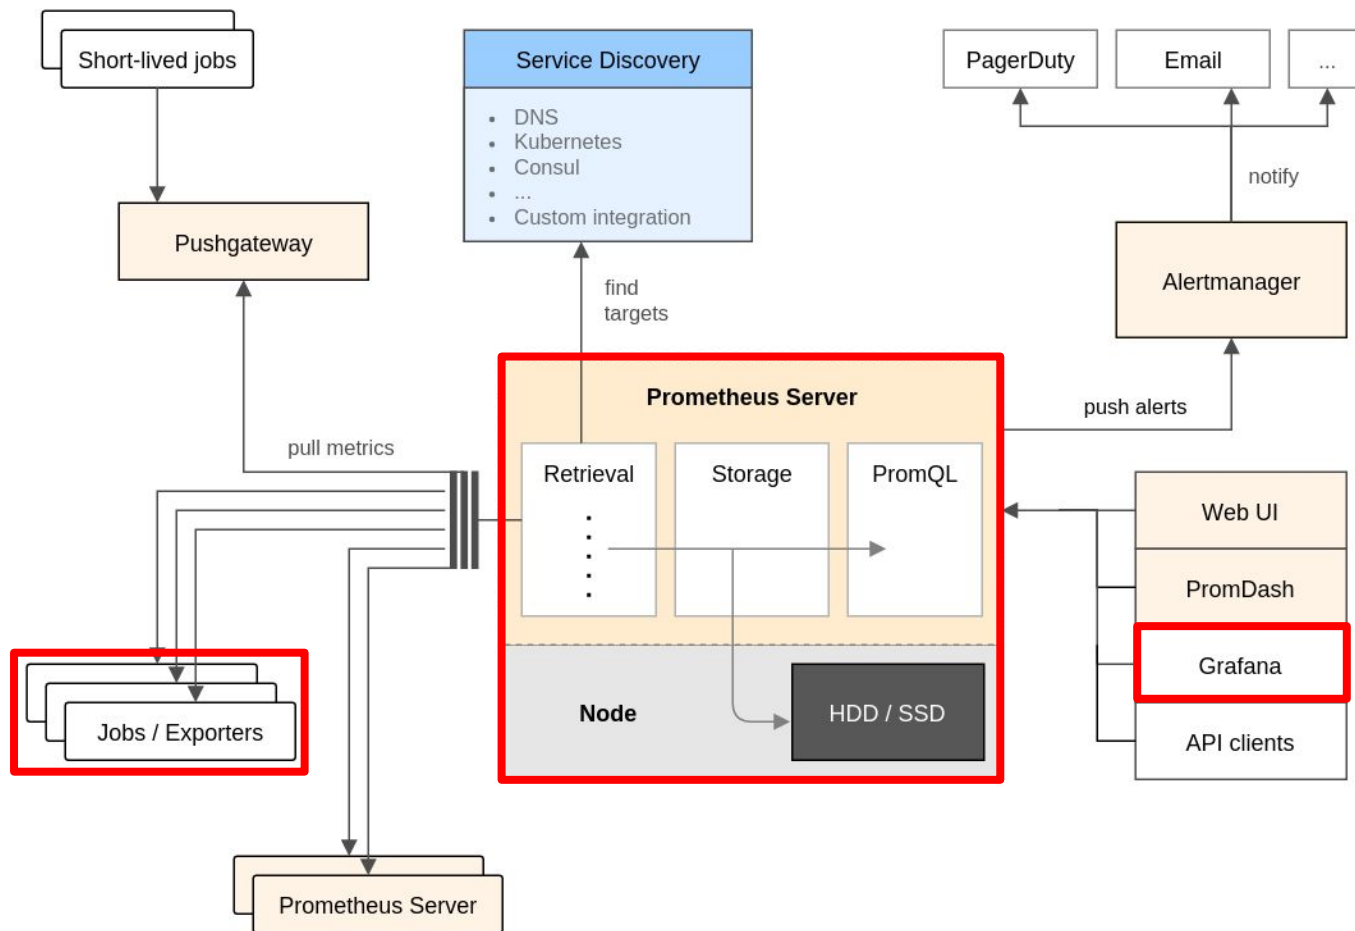 Short-lived jobs
Service Discovery
• DNS
• Kubernetes
• Consul
• ...
• Custom integration
PagerDuty
Email
...
notify
Pushgateway
Alertmanager
find
targets
push alerts
pull metrics
Prometheus Server
Retrieval
Storage
PromQL
Node
HDD / SSD
Web UI
PromDash
Grafana
API clients
Jobs / Exporters
Prometheus Server